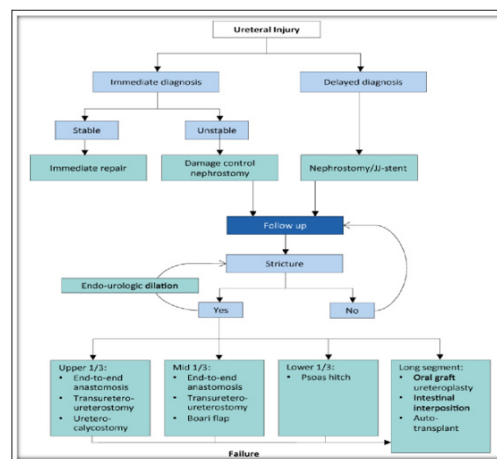 Ureteral Injury
Immediate diagnosis
Delayed diagnosis
Stable
Unstable
Immediate repair
Damage control
nephrostomy
Nephrostomy/JJ-stent
Follow up
Stricture
Endo-urologic dilation
Yes
No
Upper 1/3:
• End-to-end
anastomosis
• Transuretero-
ureterostomy
• Uretero-
calycostomy
Mid 1/3:
• End-to-end
anastomosis
• Transuretero-
ureterostomy
• Boari flap
Lower 1/3:
• Psoas hitch
Long segment:
• Oral graft
ureteroplasty
• Intestinal
interposition
• Auto-
transplant
Failure